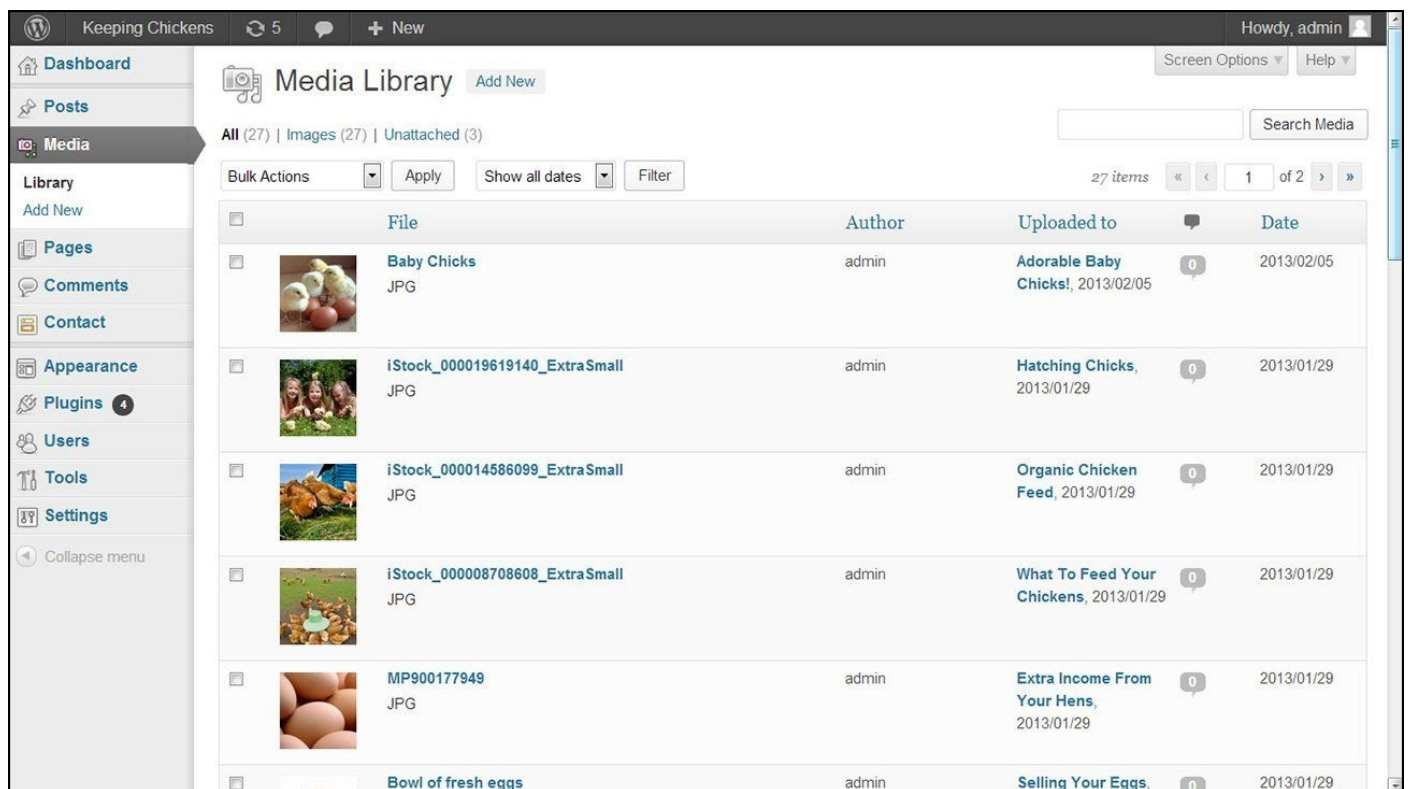 Keeping Chickens 5 + New Howdy, admin
Dashboard
Posts
Media
Library
Add New
Pages
Comments
Contact
Appearance
Plugins 4
Users
Tools
Settings
Collapse menu
Screen Options Help
Media Library Add New
All (27) | Images (27) | Unattached (3)
Search Media
Bulk Actions Apply Show all dates Filter
27 items « ‹ 1 of 2 › »
File Author Uploaded to Date
Baby Chicks admin Adorable Baby 0 2013/02/05
JPG Chicks!, 2013/02/05
iStock_000019619140_ExtraSmall admin Hatching Chicks, 0 2013/01/29
JPG 2013/01/29
iStock_000014586099_ExtraSmall admin Organic Chicken 0 2013/01/29
JPG Feed, 2013/01/29
iStock_000008708608_ExtraSmall admin What To Feed Your 0 2013/01/29
JPG Chickens, 2013/01/29
MP900177949 admin Extra Income From 0 2013/01/29
JPG Your Hens,
2013/01/29
Bowl of fresh eggs admin Selling Your Eggs, 0 2013/01/29